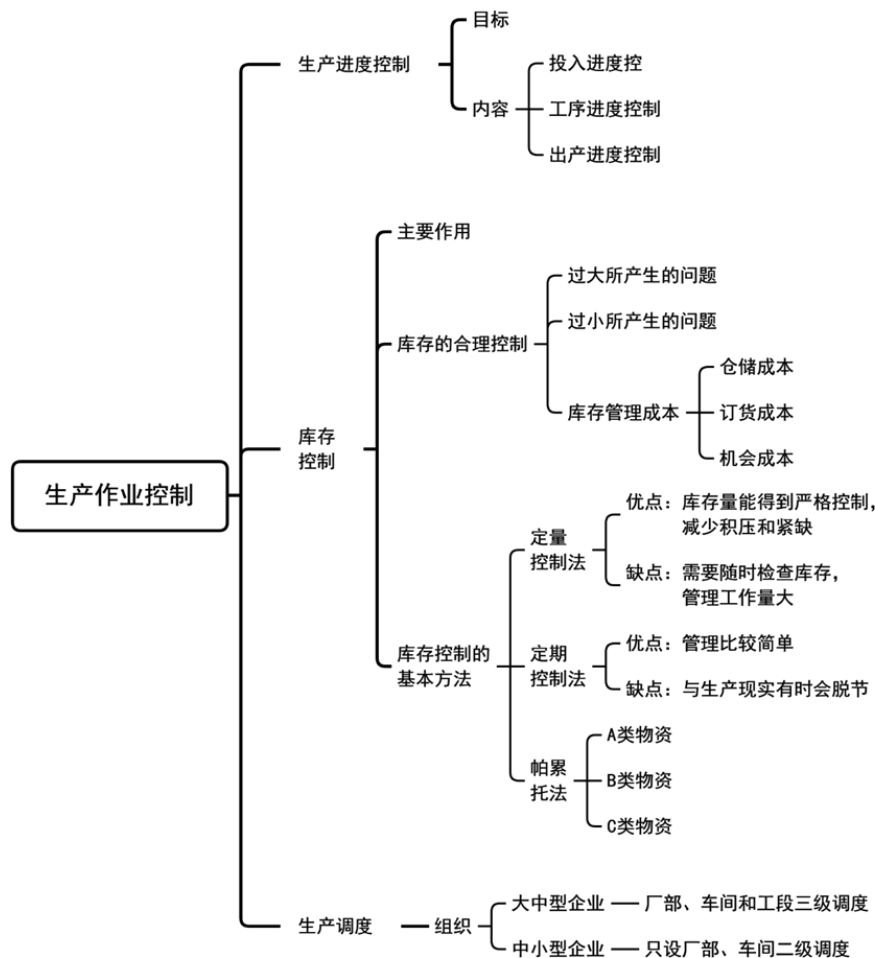 生产作业控制
生产进度控制
目标
内容
投入进度控
工序进度控制
出产进度控制
库存
控制
主要作用
库存的合理控制
过大所产生的问题
过小所产生的问题
库存管理成本
仓储成本
订货成本
机会成本
库存控制的
基本方法
定量
控制法
优点：库存量能得到严格控制，
减少积压和紧缺
缺点：需要随时检查库存，
管理工作量大
定期
控制法
优点：管理比较简单
缺点：与生产现实有时会脱节
帕累
托法
A类物资
B类物资
C类物资
生产调度
组织
大中型企业
厂部、车间和工段三级调度
中小型企业
只设厂部、车间二级调度